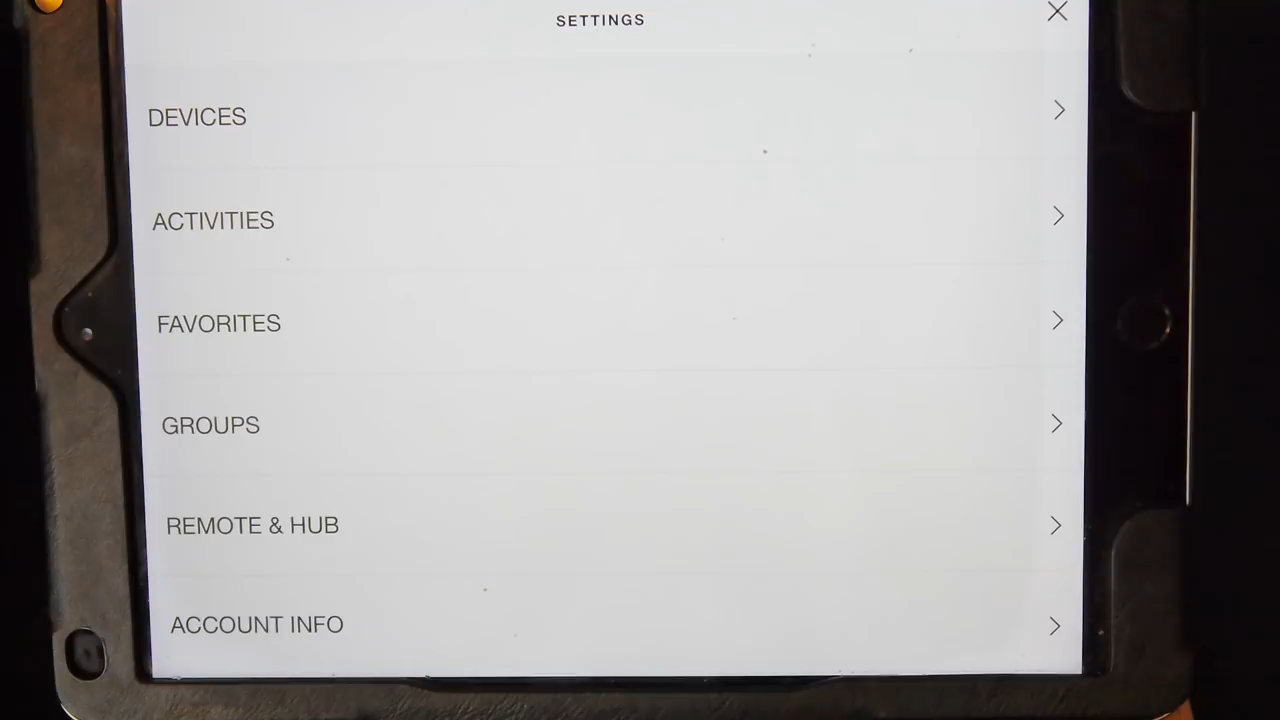 SETTINGS
DEVICES
ACTIVITIES
FAVORITES
GROUPS
REMOTE & HUB
ACCOUNT INFO